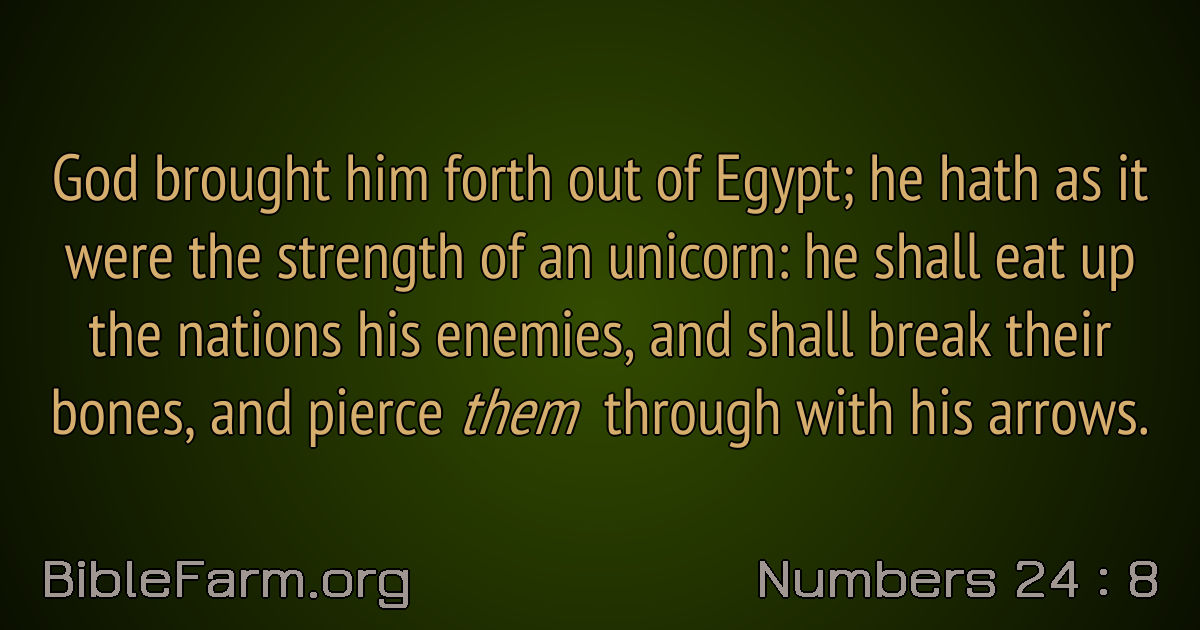 God brought him forth out of Egypt; he hath as it
were the strength of an unicorn: he shall eat up
the nations his enemies, and shall break their
bones, and pierce them through with his arrows.
BibleFarm.org
Numbers 24 : 8